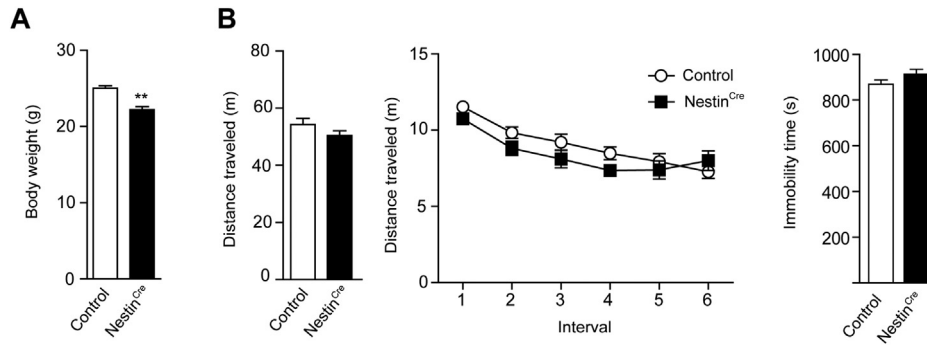 A
B
Body weight (g)
30
20
10
0
Control
Nestin^Cre
**
Distance traveled (m)
80
60
40
20
0
Control
Nestin^Cre
Distance traveled (m)
15
10
5
0
1 2 3 4 5 6
Interval
Control
Nestin^Cre
Immobility time (s)
1000
800
600
400
200
Control
Nestin^Cre